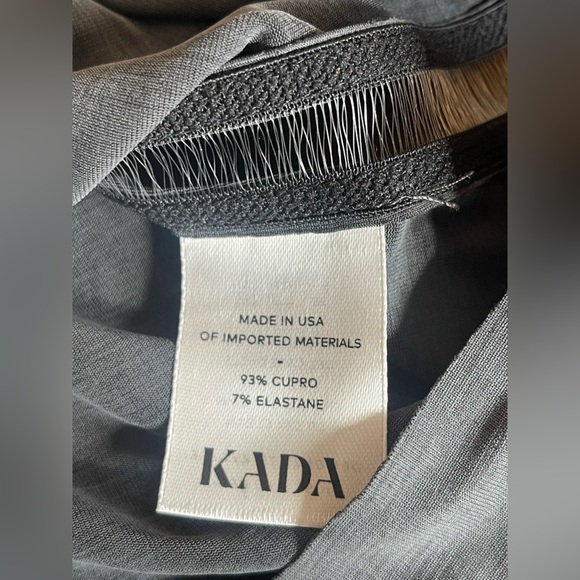 MADE IN USA
OF IMPORTED MATERIALS
-
93% CUPRO
7% ELASTANE
KADA